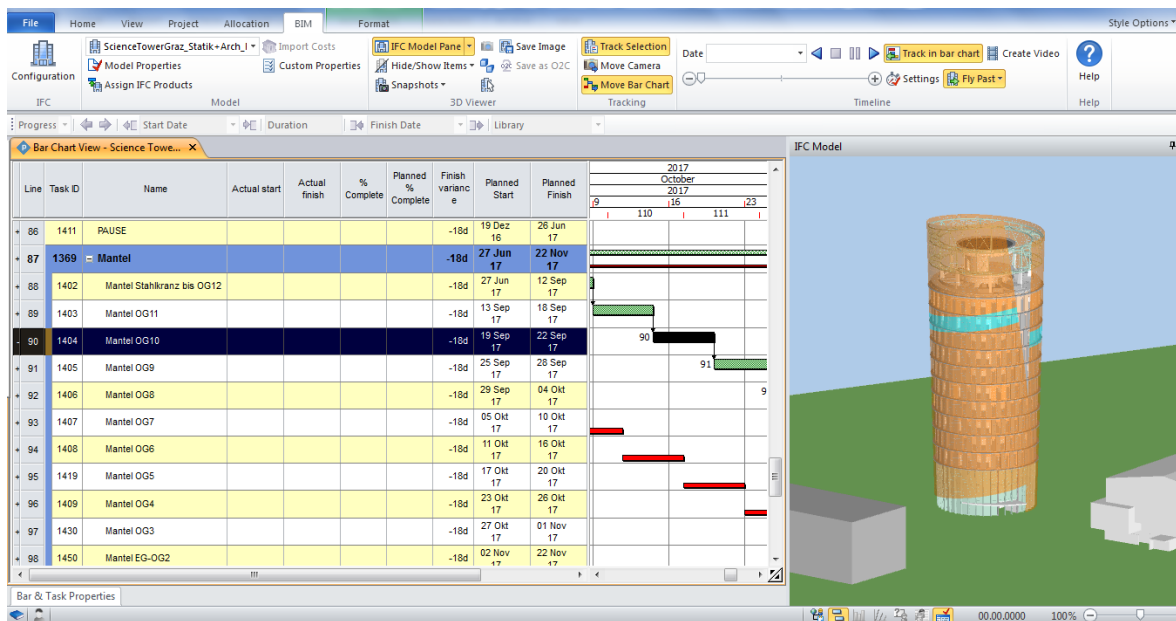 File Home View Project Allocation BIM Format Style Options
Configuration
IFC
ScienceTowerGraz_Statik+Arch_I
Model Properties
Assign IFC Products
Import Costs
Custom Properties
Model
IFC Model Pane
Hide/Show Items
Snapshots
Save Image
Save as O2C
3D Viewer
Track Selection
Move Camera
Move Bar Chart
Tracking
Date
Track in bar chart
Create Video
Settings
Fly Past
Timeline
Help
Help
Progress Start Date Duration Finish Date Library
Bar Chart View - Science Towe...
IFC Model
Line Task ID Name Actual start Actual finish % Complete Planned % Complete Finish varianc e Planned Start Planned Finish
2017
October
2017
9 16 23
110 111
86 1411 PAUSE -18d 19 Dez 16 26 Jun 17
87 1369 Mantel -18d 27 Jun 17 22 Nov 17
88 1402 Mantel Stahlkranz bis OG12 -18d 27 Jun 17 12 Sep 17
89 1403 Mantel OG11 -18d 13 Sep 17 18 Sep 17
90 1404 Mantel OG10 -18d 19 Sep 17 22 Sep 17 90
91 1405 Mantel OG9 -18d 25 Sep 17 28 Sep 17 91
92 1406 Mantel OG8 -18d 29 Sep 17 04 Okt 17 9
93 1407 Mantel OG7 -18d 05 Okt 17 10 Okt 17
94 1408 Mantel OG6 -18d 11 Okt 17 16 Okt 17
95 1419 Mantel OG5 -18d 17 Okt 17 20 Okt 17
96 1409 Mantel OG4 -18d 23 Okt 17 26 Okt 17
97 1430 Mantel OG3 -18d 27 Okt 17 01 Nov 17
98 1450 Mantel EG-OG2 -18d 02 Nov 17 22 Nov 17
Bar & Task Properties
00.00.0000 100%